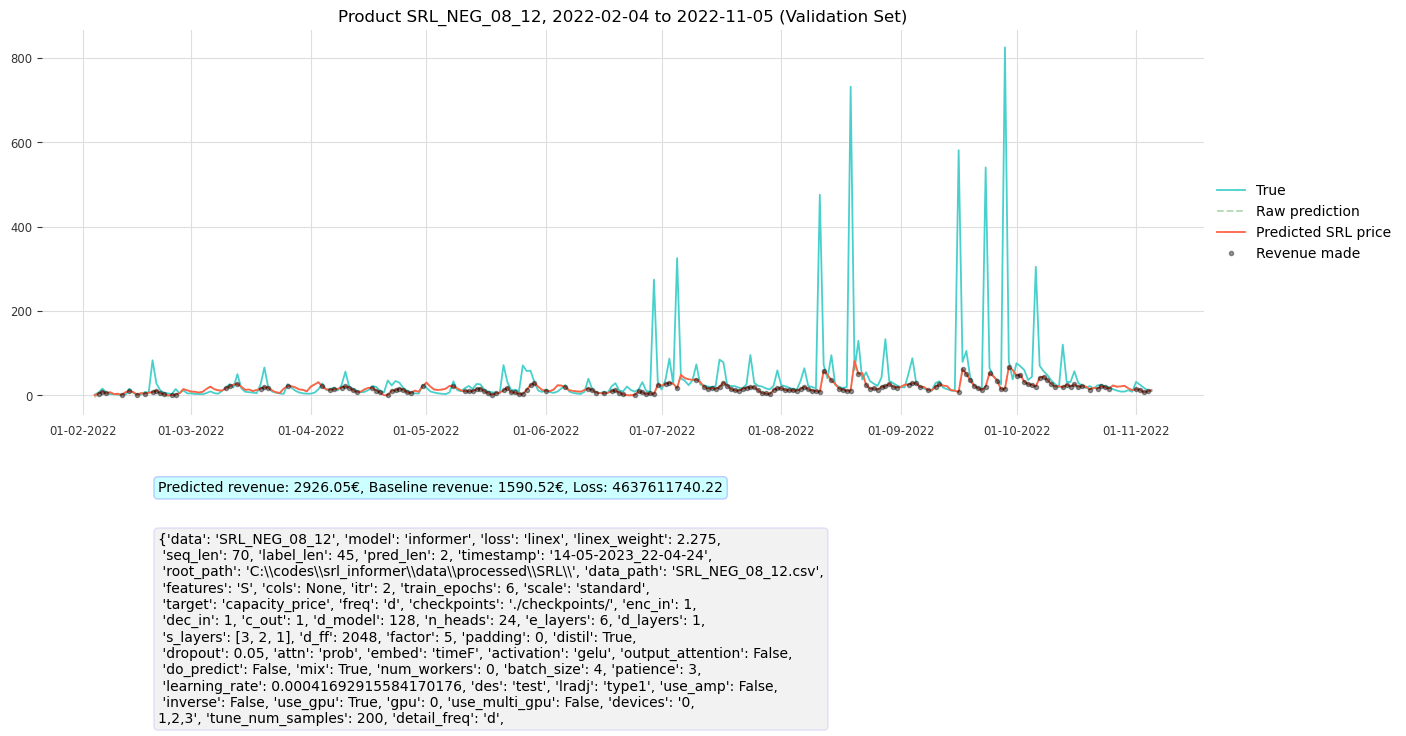 Product SRL_NEG_08_12, 2022-02-04 to 2022-11-05 (Validation Set)
800
600
400
200
0
01-02-2022 01-03-2022 01-04-2022 01-05-2022 01-06-2022 01-07-2022 01-08-2022 01-09-2022 01-10-2022 01-11-2022
True
Raw prediction
Predicted SRL price
Revenue made
Predicted revenue: 2926.05€, Baseline revenue: 1590.52€, Loss: 4637611740.22
{'data': 'SRL_NEG_08_12', 'model': 'informer', 'loss': 'linex', 'linex_weight': 2.275,
'seq_len': 70, 'label_len': 45, 'pred_len': 2, 'timestamp': '14-05-2023_22-04-24',
'root_path': 'C:\\codes\\srl_informer\\data\\processed\\SRL\\', 'data_path': 'SRL_NEG_08_12.csv',
'features': 'S', 'cols': None, 'itr': 2, 'train_epochs': 6, 'scale': 'standard',
'target': 'capacity_price', 'freq': 'd', 'checkpoints': './checkpoints/', 'enc_in': 1,
'dec_in': 1, 'c_out': 1, 'd_model': 128, 'n_heads': 24, 'e_layers': 6, 'd_layers': 1,
's_layers': [3, 2, 1], 'd_ff': 2048, 'factor': 5, 'padding': 0, 'distil': True,
'dropout': 0.05, 'attn': 'prob', 'embed': 'timeF', 'activation': 'gelu', 'output_attention': False,
'do_predict': False, 'mix': True, 'num_workers': 0, 'batch_size': 4, 'patience': 3,
'learning_rate': 0.00041692915584170176, 'des': 'test', 'lradj': 'type1', 'use_amp': False,
'inverse': False, 'use_gpu': True, 'gpu': 0, 'use_multi_gpu': False, 'devices': '0,
1,2,3', 'tune_num_samples': 200, 'detail_freq': 'd',